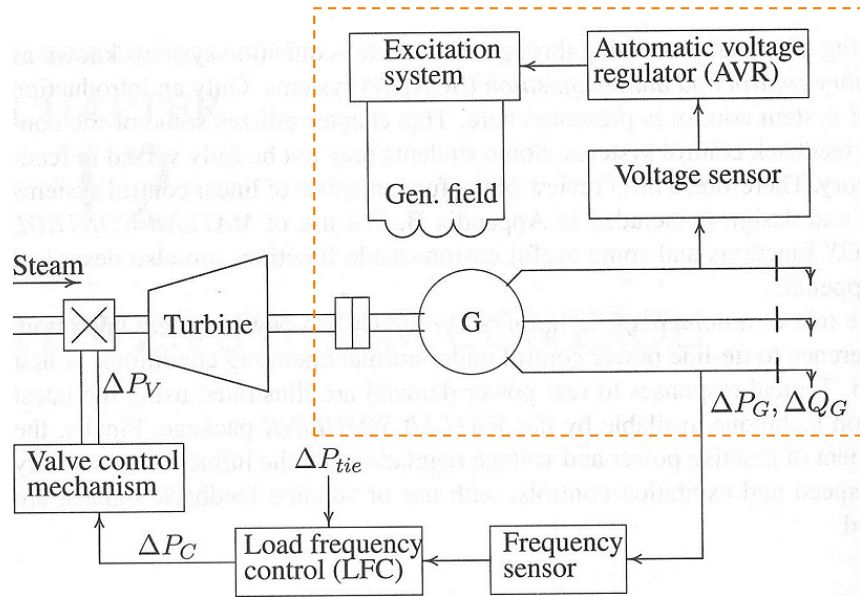 Excitation
system
Automatic voltage
regulator (AVR)
Gen. field
Voltage sensor
Steam
Turbine
G
ΔP_V
ΔP_G, ΔQ_G
Valve control
mechanism
ΔP_tie
ΔP_C
Load frequency
control (LFC)
Frequency
sensor